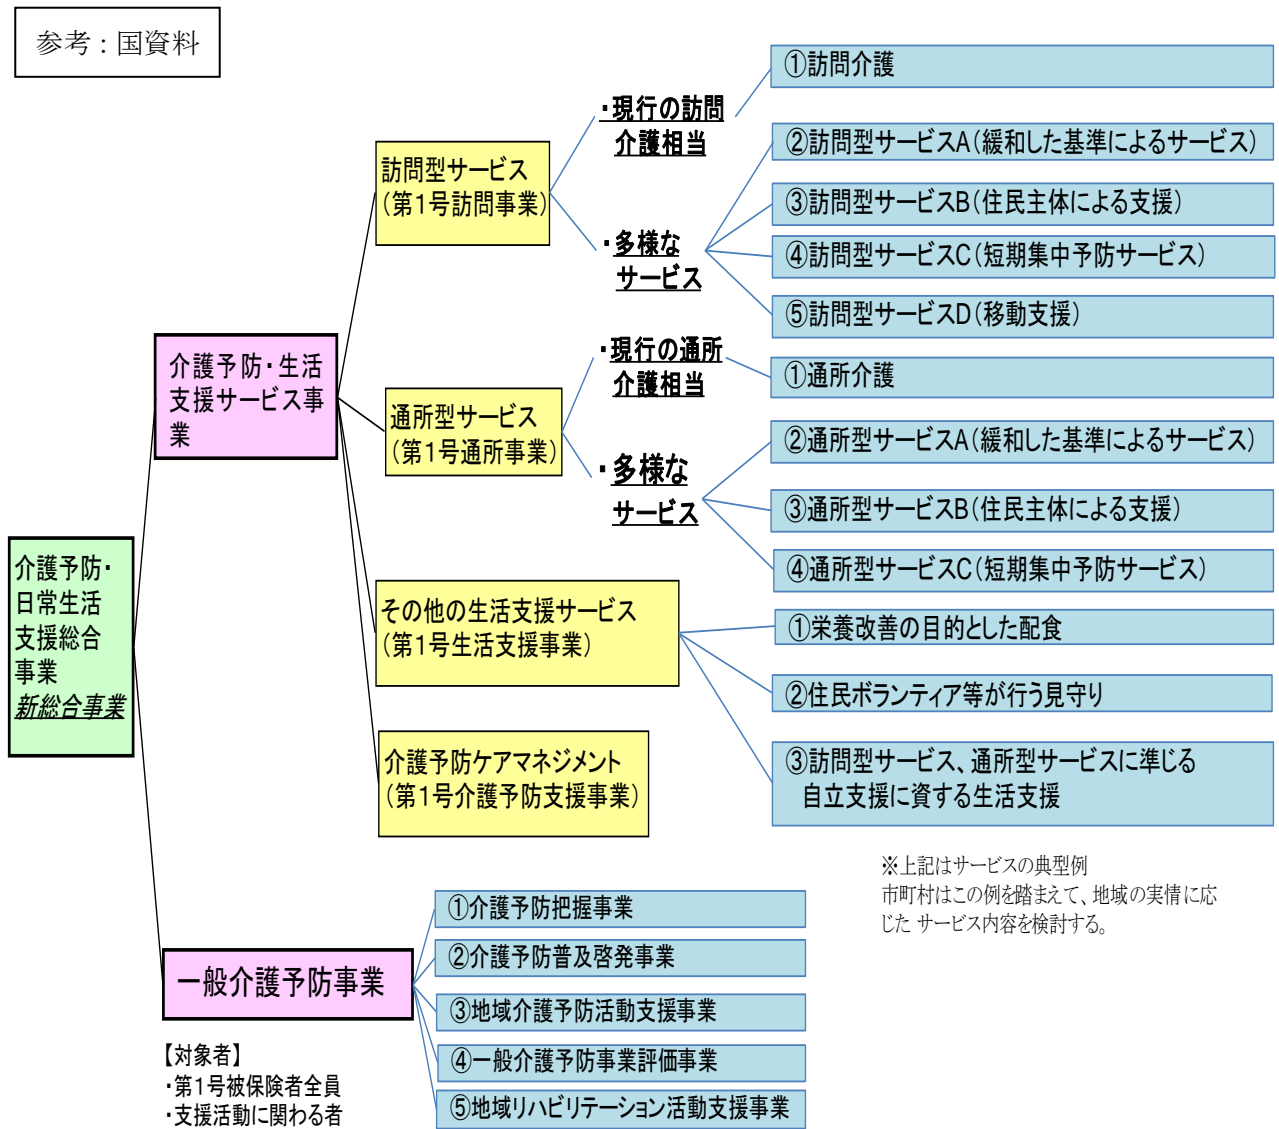 参考：国資料
介護予防・
日常生活
支援総合
事業
新総合事業
介護予防・生活
支援サービス事
業
訪問型サービス
(第1号訪問事業)
・現行の訪問
介護相当
①訪問介護
・多様な
サービス
②訪問型サービスA(緩和した基準によるサービス)
③訪問型サービスB(住民主体による支援)
④訪問型サービスC(短期集中予防サービス)
⑤訪問型サービスD(移動支援)
通所型サービス
(第1号通所事業)
・現行の通所
介護相当
①通所介護
・多様な
サービス
②通所型サービスA(緩和した基準によるサービス)
③通所型サービスB(住民主体による支援)
④通所型サービスC(短期集中予防サービス)
その他の生活支援サービス
(第1号生活支援事業)
①栄養改善の目的とした配食
②住民ボランティア等が行う見守り
③訪問型サービス、通所型サービスに準じる
自立支援に資する生活支援
介護予防ケアマネジメント
(第1号介護予防支援事業)
※上記はサービスの典型例
市町村はこの例を踏まえて、地域の実情に応
じた サービス内容を検討する。
一般介護予防事業
①介護予防把握事業
②介護予防普及啓発事業
③地域介護予防活動支援事業
④一般介護予防事業評価事業
⑤地域リハビリテーション活動支援事業
【対象者】
・第1号被保険者全員
・支援活動に関わる者